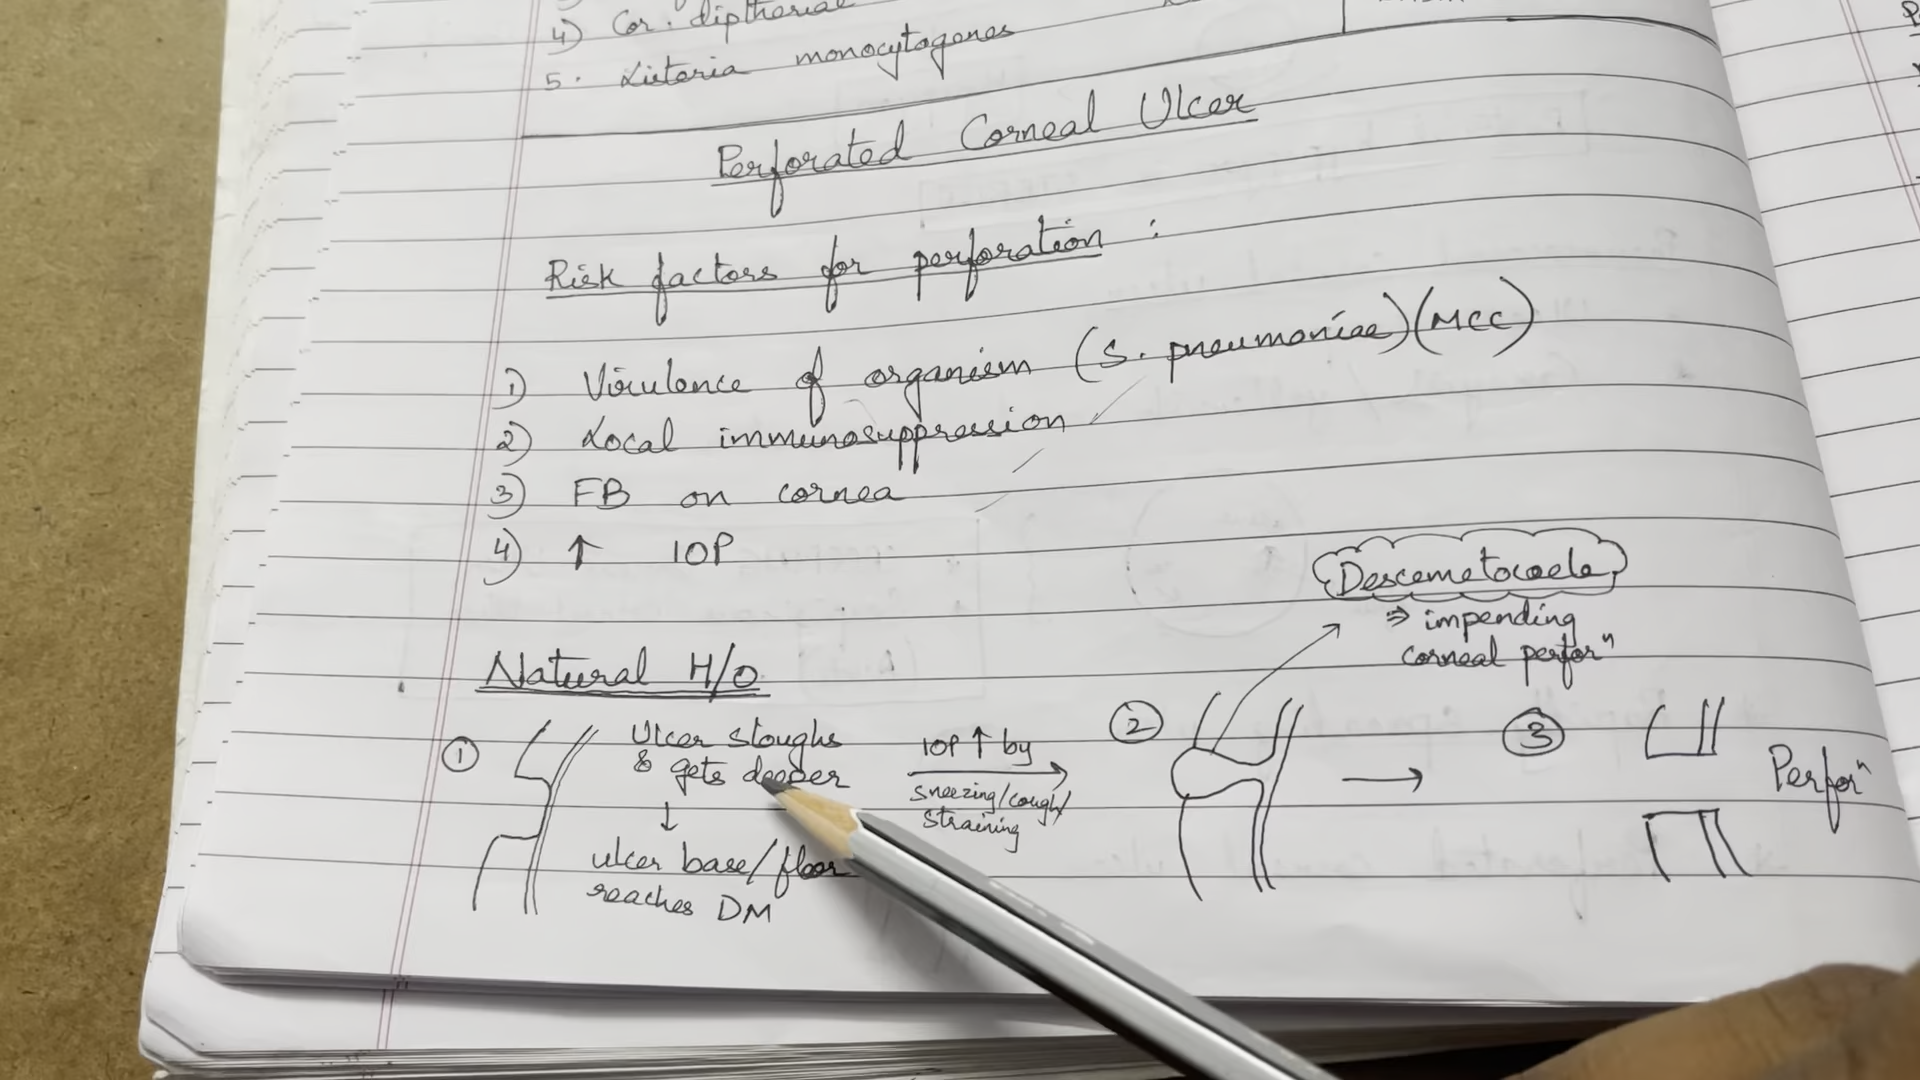 4) Cor. diptheriae
5. Listeria monocytogenes
Perforated Corneal Ulcer
Risk factors for perforation :
1) Virulence of organism (S. pneumoniae) (MCC)
2) Local immunosuppression
3) FB on cornea
4) ↑ IOP
Descemetocoele
⇒ impending
corneal perforⁿ
Natural H/O
①
Ulcer sloughs
& gets deeper
↓
ulcer base/floor
reaches DM
IOP ↑ by
sneezing/cough/
straining
②
③
Perforⁿ